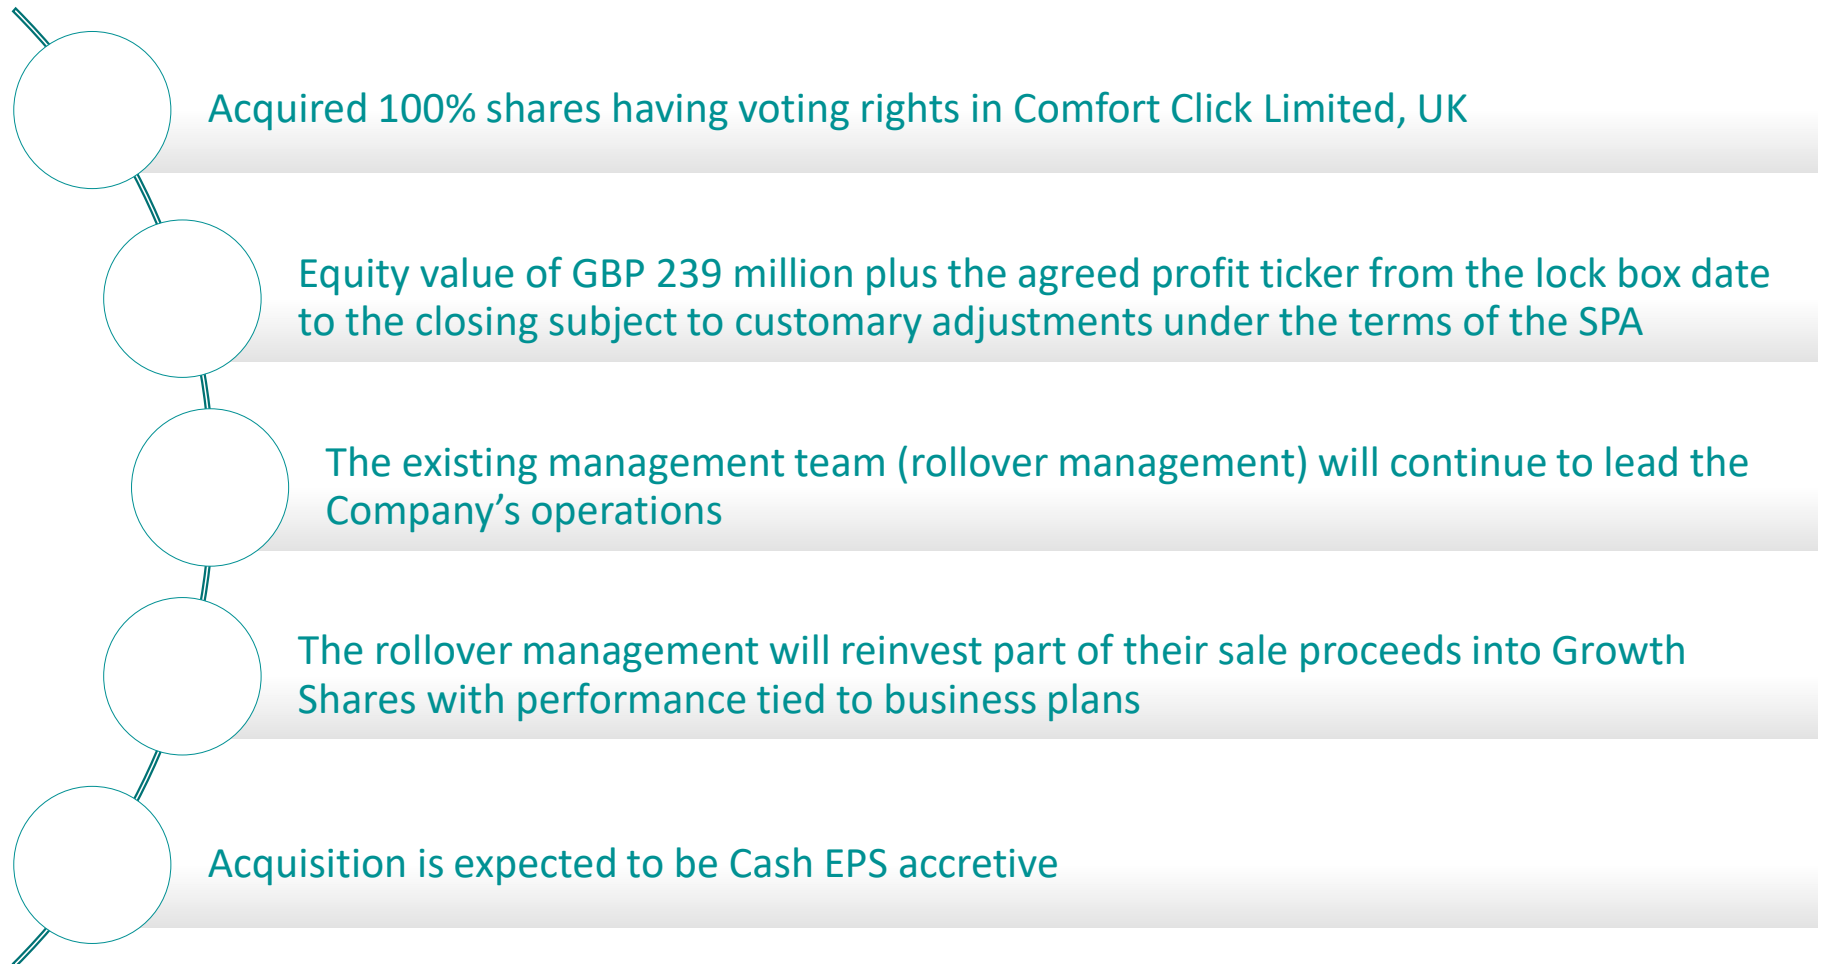 Acquired 100% shares having voting rights in Comfort Click Limited, UK
Equity value of GBP 239 million plus the agreed profit ticker from the lock box date
to the closing subject to customary adjustments under the terms of the SPA
The existing management team (rollover management) will continue to lead the
Company’s operations
The rollover management will reinvest part of their sale proceeds into Growth
Shares with performance tied to business plans
Acquisition is expected to be Cash EPS accretive